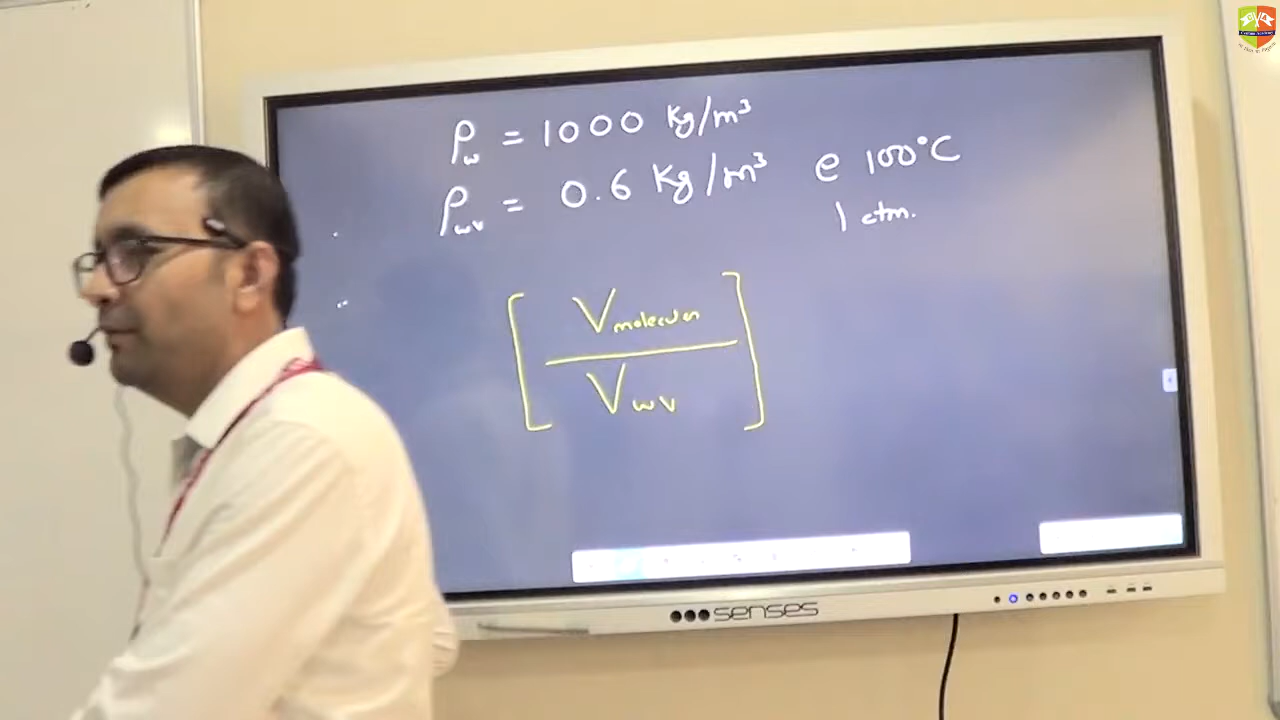 ρw = 1000 Kg/m³
ρwv = 0.6 Kg/m³ @ 100°C
1 atm.
[ Vmolecules
Vwv ]
senses